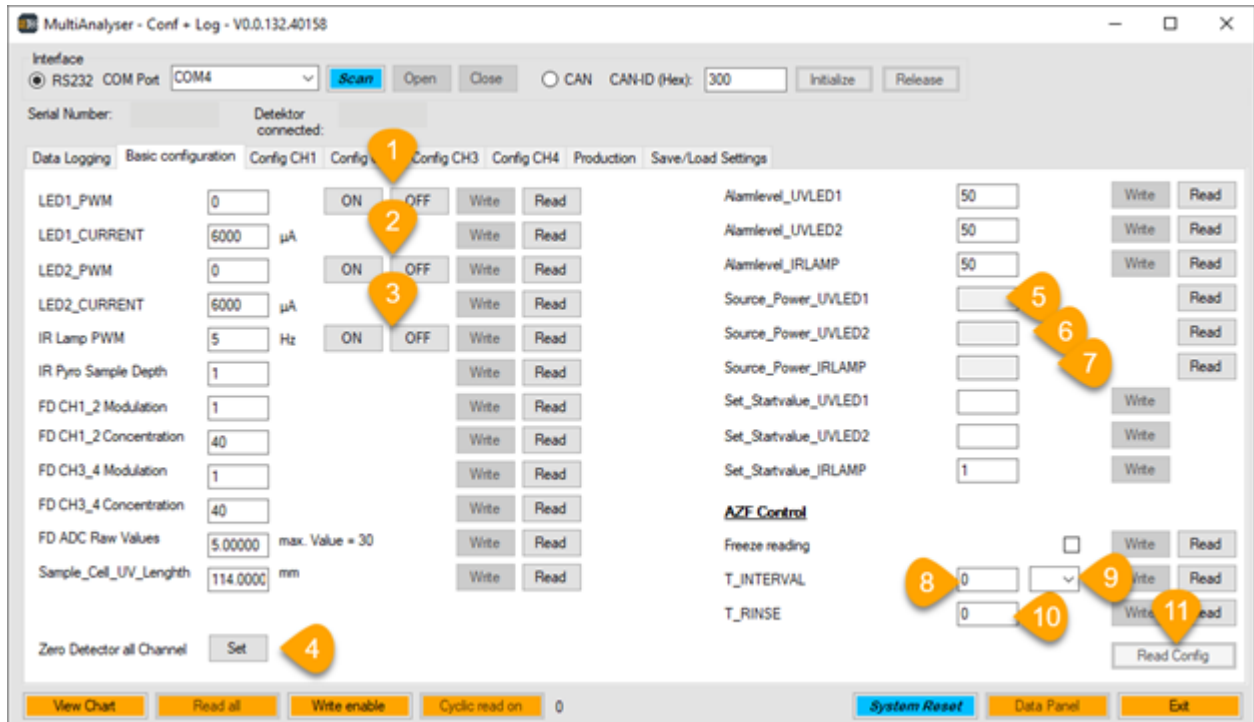 MultiAnalyser - Conf + Log - V0.0.132.40158
Interface
RS232 COM Port COM4 Scan Open Close CAN CAN-ID (Hex): 300 Initialize Release
Serial Number: Detektor connected:
Data Logging Basic configuration Config CH1 Config Config CH3 Config CH4 Production Save/Load Settings
1
LED1_PWM 0 ON OFF Write Read
2
LED1_CURRENT 6000 µA Write Read
LED2_PWM 0 ON OFF Write Read
3
LED2_CURRENT 6000 µA Write Read
IR Lamp PWM 5 Hz ON OFF Write Read
IR Pyro Sample Depth 1 Write Read
FD CH1_2 Modulation 1 Write Read
FD CH1_2 Concentration 40 Write Read
FD CH3_4 Modulation 1 Write Read
FD CH3_4 Concentration 40 Write Read
FD ADC Raw Values 5.00000 max. Value = 30 Write Read
Sample_Cell_UV_Lenghth 114.0000 mm Write Read
Zero Detector all Channel Set 4
Alarmlevel_UVLED1 50 Write Read
Alarmlevel_UVLED2 50 Write Read
Alarmlevel_IRLAMP 50 Write Read
Source_Power_UVLED1 5 Read
Source_Power_UVLED2 6 Read
Source_Power_IRLAMP 7 Read
Set_Startvalue_UVLED1 Write
Set_Startvalue_UVLED2 Write
Set_Startvalue_IRLAMP 1 Write
AZF Control
Freeze reading Write Read
T_INTERVAL 8 0 9 Write Read
T_RINSE 0 10 Write 11 Read
Read Config
View Chart Read all Write enable Cyclic read on 0 System Reset Data Panel Exit